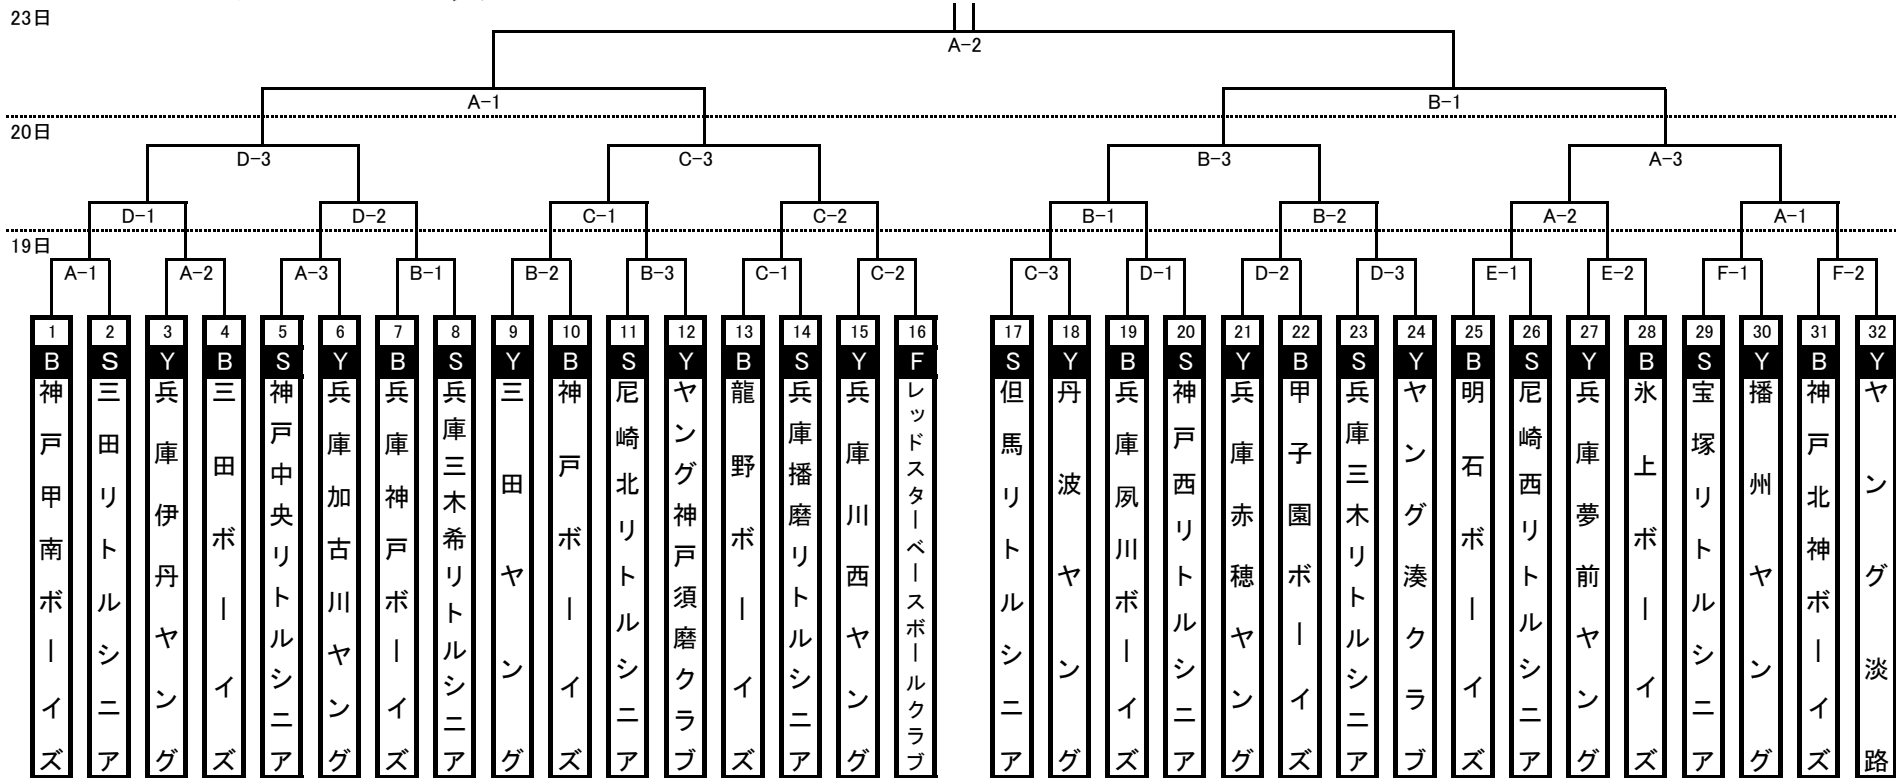 23日
A-2
A-1
B-1
20日
D-3
C-3
B-3
A-3
D-1
D-2
C-1
C-2
B-1
B-2
A-2
A-1
19日
A-1
A-2
A-3
B-1
B-2
B-3
C-1
C-2
C-3
D-1
D-2
D-3
E-1
E-2
F-1
F-2
1
B
神戸甲南ボーイズ
2
S
三田リトルシニア
3
Y
兵庫伊丹ヤング
4
B
三田ボーイズ
5
S
神戸中央リトルシニア
6
Y
兵庫加古川ヤング
7
B
兵庫神戸ボーイズ
8
S
兵庫三木希リトルシニア
9
Y
三田ヤング
10
B
神戸ボーイズ
11
S
尼崎北リトルシニア
12
Y
ヤング神戸須磨クラブ
13
B
龍野ボーイズ
14
S
兵庫播磨リトルシニア
15
Y
兵庫川西ヤング
16
F
レッドスターベースボールクラブ
17
S
但馬リトルシニア
18
Y
丹波ヤング
19
B
兵庫夙川ボーイズ
20
S
神戸西リトルシニア
21
Y
兵庫赤穂ヤング
22
B
甲子園ボーイズ
23
S
兵庫三木リトルシニア
24
Y
ヤング湊クラブ
25
B
明石ボーイズ
26
S
尼崎西リトルシニア
27
Y
兵庫夢前ヤング
28
B
氷上ボーイズ
29
S
宝塚リトルシニア
30
Y
播州ヤング
31
B
神戸北神ボーイズ
32
Y
ヤング淡路